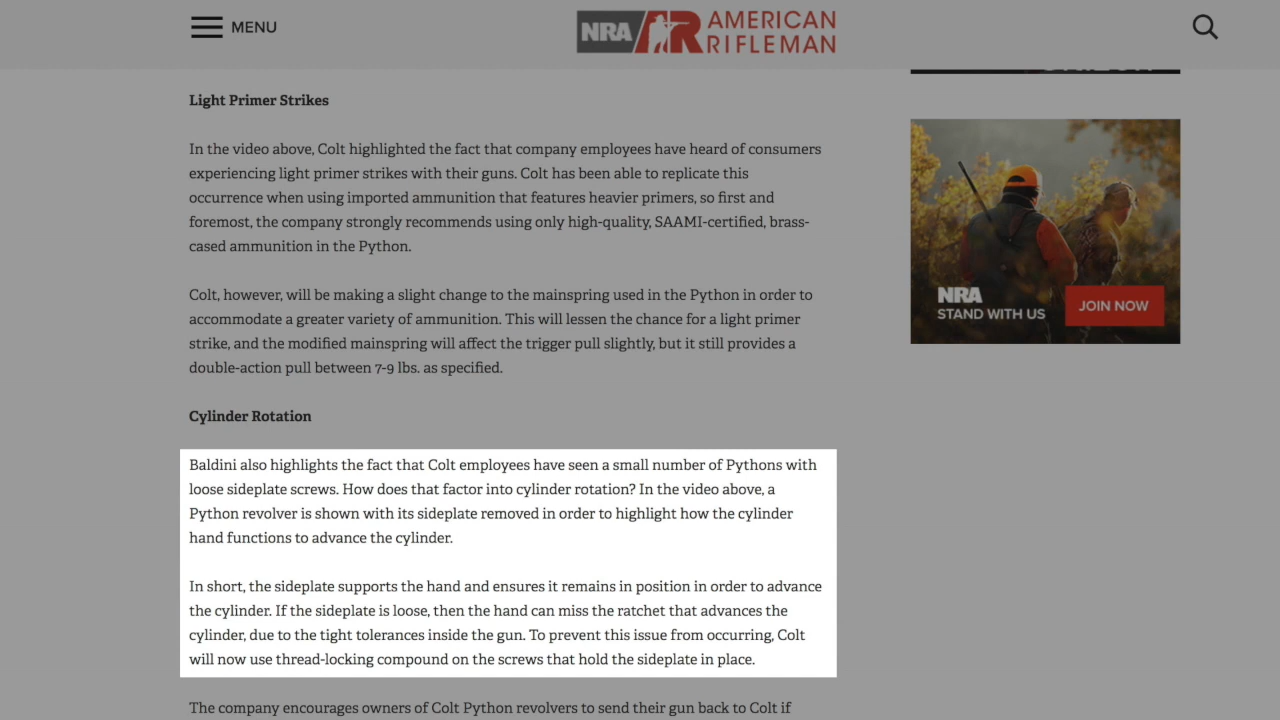 MENU
NRA
AMERICAN
RIFLEMAN
Light Primer Strikes
In the video above, Colt highlighted the fact that company employees have heard of consumers
experiencing light primer strikes with their guns. Colt has been able to replicate this
occurrence when using imported ammunition that features heavier primers, so first and
foremost, the company strongly recommends using only high-quality, SAAMI-certified, brass-
cased ammunition in the Python.
Colt, however, will be making a slight change to the mainspring used in the Python in order to
accommodate a greater variety of ammunition. This will lessen the chance for a light primer
strike, and the modified mainspring will affect the trigger pull slightly, but it still provides a
double-action pull between 7-9 lbs. as specified.
Cylinder Rotation
Baldini also highlights the fact that Colt employees have seen a small number of Pythons with
loose sideplate screws. How does that factor into cylinder rotation? In the video above, a
Python revolver is shown with its sideplate removed in order to highlight how the cylinder
hand functions to advance the cylinder.
In short, the sideplate supports the hand and ensures it remains in position in order to advance
the cylinder. If the sideplate is loose, then the hand can miss the ratchet that advances the
cylinder, due to the tight tolerances inside the gun. To prevent this issue from occurring, Colt
will now use thread-locking compound on the screws that hold the sideplate in place.
The company encourages owners of Colt Python revolvers to send their gun back to Colt if
NRA
STAND WITH US
JOIN NOW